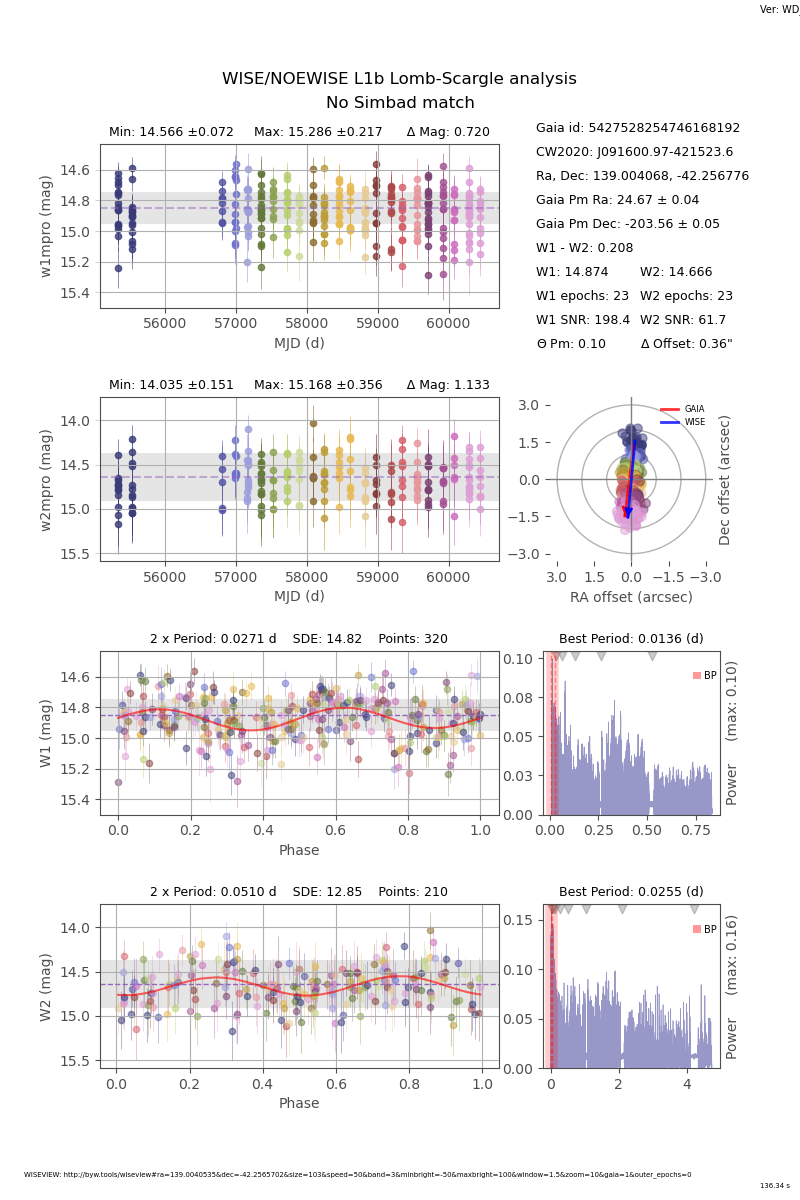 Ver: WD_
WISE/NOEWISE L1b Lomb-Scargle analysis
No Simbad match
Min: 14.566 ±0.072 Max: 15.286 ±0.217 Δ Mag: 0.720
14.6
14.8
15.0
15.2
15.4
w1mpro (mag)
56000 57000 58000 59000 60000
MJD (d)
Gaia id: 5427528254746168192
CW2020: J091600.97-421523.6
Ra, Dec: 139.004068, -42.256776
Gaia Pm Ra: 24.67 ± 0.04
Gaia Pm Dec: -203.56 ± 0.05
W1 - W2: 0.208
W1: 14.874 W2: 14.666
W1 epochs: 23 W2 epochs: 23
W1 SNR: 198.4 W2 SNR: 61.7
Θ Pm: 0.10 Δ Offset: 0.36"
Min: 14.035 ±0.151 Max: 15.168 ±0.356 Δ Mag: 1.133
14.0
14.5
15.0
15.5
w2mpro (mag)
56000 57000 58000 59000 60000
MJD (d)
3.0
1.5
0.0
−1.5
−3.0
GAIA
WISE
Dec offset (arcsec)
3.0 1.5 0.0 −1.5 −3.0
RA offset (arcsec)
2 x Period: 0.0271 d SDE: 14.82 Points: 320
14.6
14.8
15.0
15.2
15.4
W1 (mag)
0.0 0.2 0.4 0.6 0.8 1.0
Phase
Best Period: 0.0136 (d)
0.10
0.08
0.05
0.03
0.00
BP
Power (max: 0.10)
0.00 0.25 0.50 0.75
2 x Period: 0.0510 d SDE: 12.85 Points: 210
14.0
14.5
15.0
15.5
W2 (mag)
0.0 0.2 0.4 0.6 0.8 1.0
Phase
Best Period: 0.0255 (d)
0.15
0.10
0.05
0.00
BP
Power (max: 0.16)
0 2 4
WISEVIEW: http://byw.tools/wiseview#ra=139.0040535&dec=-42.2565702&size=103&speed=50&band=3&minbright=-50&maxbright=100&window=1.5&zoom=10&gaia=1&outer_epochs=0
136.34 s